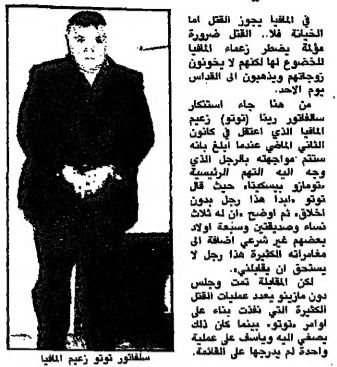 في المافيا يجوز القتل اما
الخيانة فلا.. القتل ضرورة
مؤلمة يضطر زعماء المافيا
للخضوع لها لكنهم لا يخونون
زوجاتهم ويذهبون الى القداس
يوم الاحد.
من هنا جاء استنكار
سالفاتور رينا (توتو) زعيم
المافيا الذي اعتقل في كانون
الثاني الماضي عندما ابلغ بانه
ستتم مواجهته بالرجل الذي
وجه اليه التهم الرئيسية
«تومازو بيسكيتا» حيث قال
توتو «ابدا هذا رجل بدون
اخلاق» ثم اوضح «ان له ثلاث
نساء وصديقتين وسبعة اولاد
بعضهم غير شرعي اضافة الى
مغامراته الكثيرة هذا رجل لا
يستحق ان يقابلني».
لكن المقابلة تمت وجلس
دون مازينو يعدد عمليات القتل
الكثيرة التي نفذت بناء على
اوامر «توتو» بينما كان ذلك
يصغي اليه وياسف على عملية
واحدة لم يدرجها على القائمة.
سلفاتور توتو زعيم المافيا